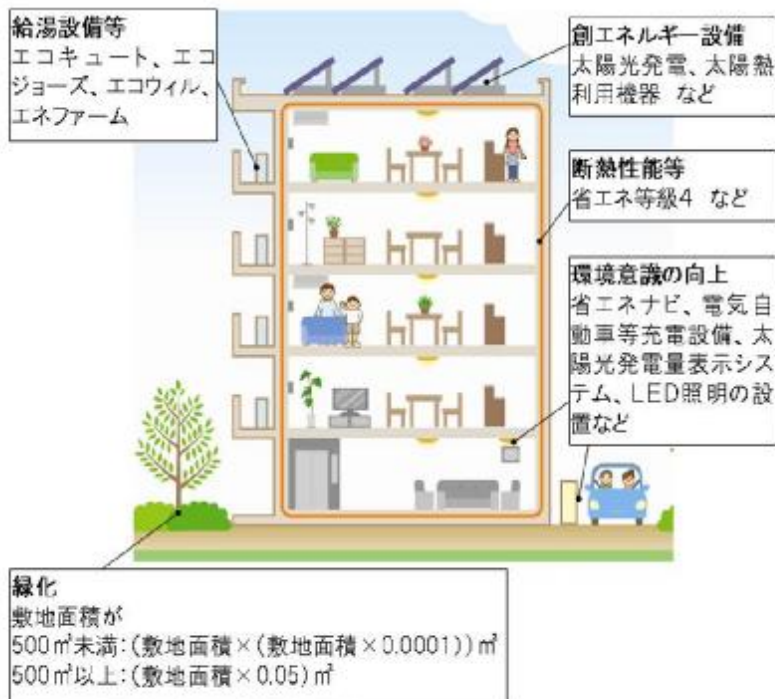 給湯設備等
エコキュート、エコ
ジョーズ、エコウィル、
エネファーム
創エネルギー設備
太陽光発電、太陽熱
利用機器 など
断熱性能等
省エネ等級4 など
環境意識の向上
省エネナビ、電気自
動車等充電設備、太
陽光発電量表示シス
テム、LED照明の設
置など
緑化
敷地面積が
500㎡未満:(敷地面積×(敷地面積×0.0001))㎡
500㎡以上:(敷地面積×0.05)㎡